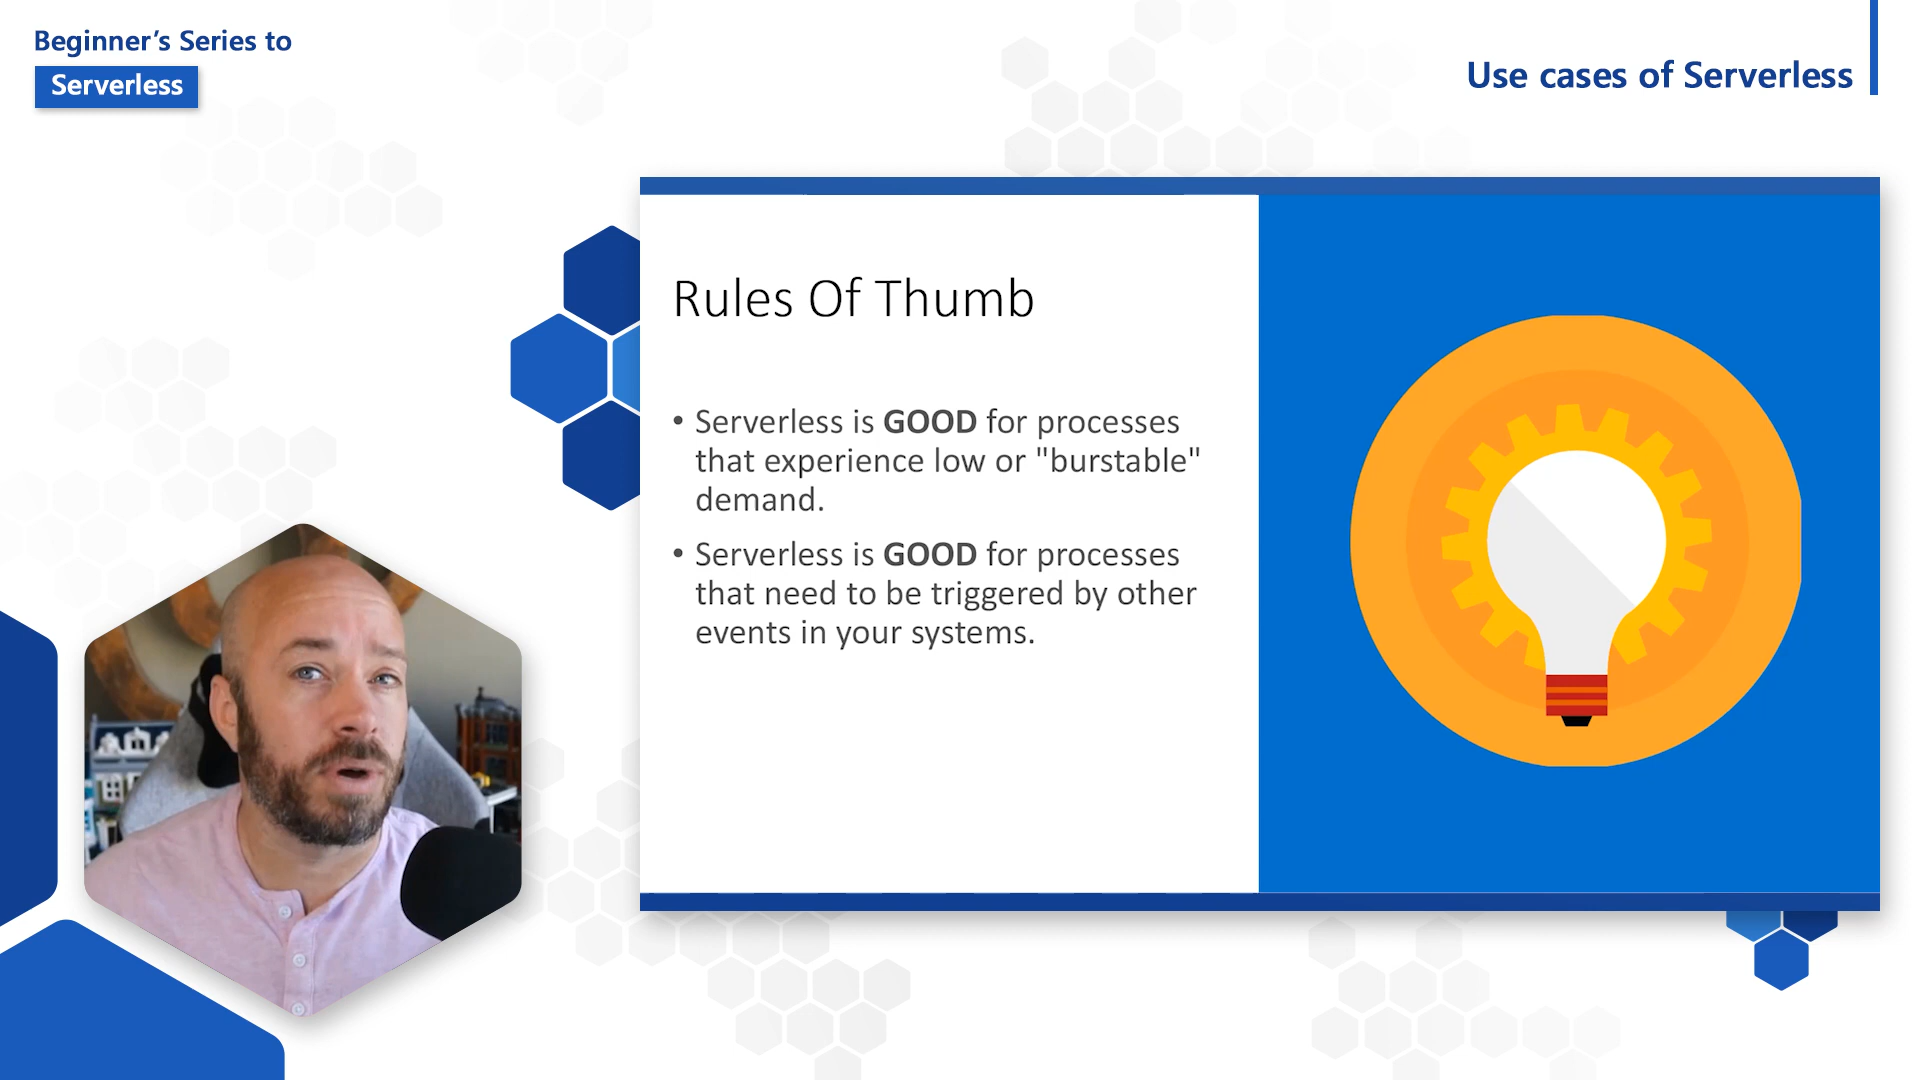 Beginner’s Series to
Serverless
Use cases of Serverless
Rules Of Thumb
• Serverless is GOOD for processes
that experience low or "burstable"
demand.
• Serverless is GOOD for processes
that need to be triggered by other
events in your systems.